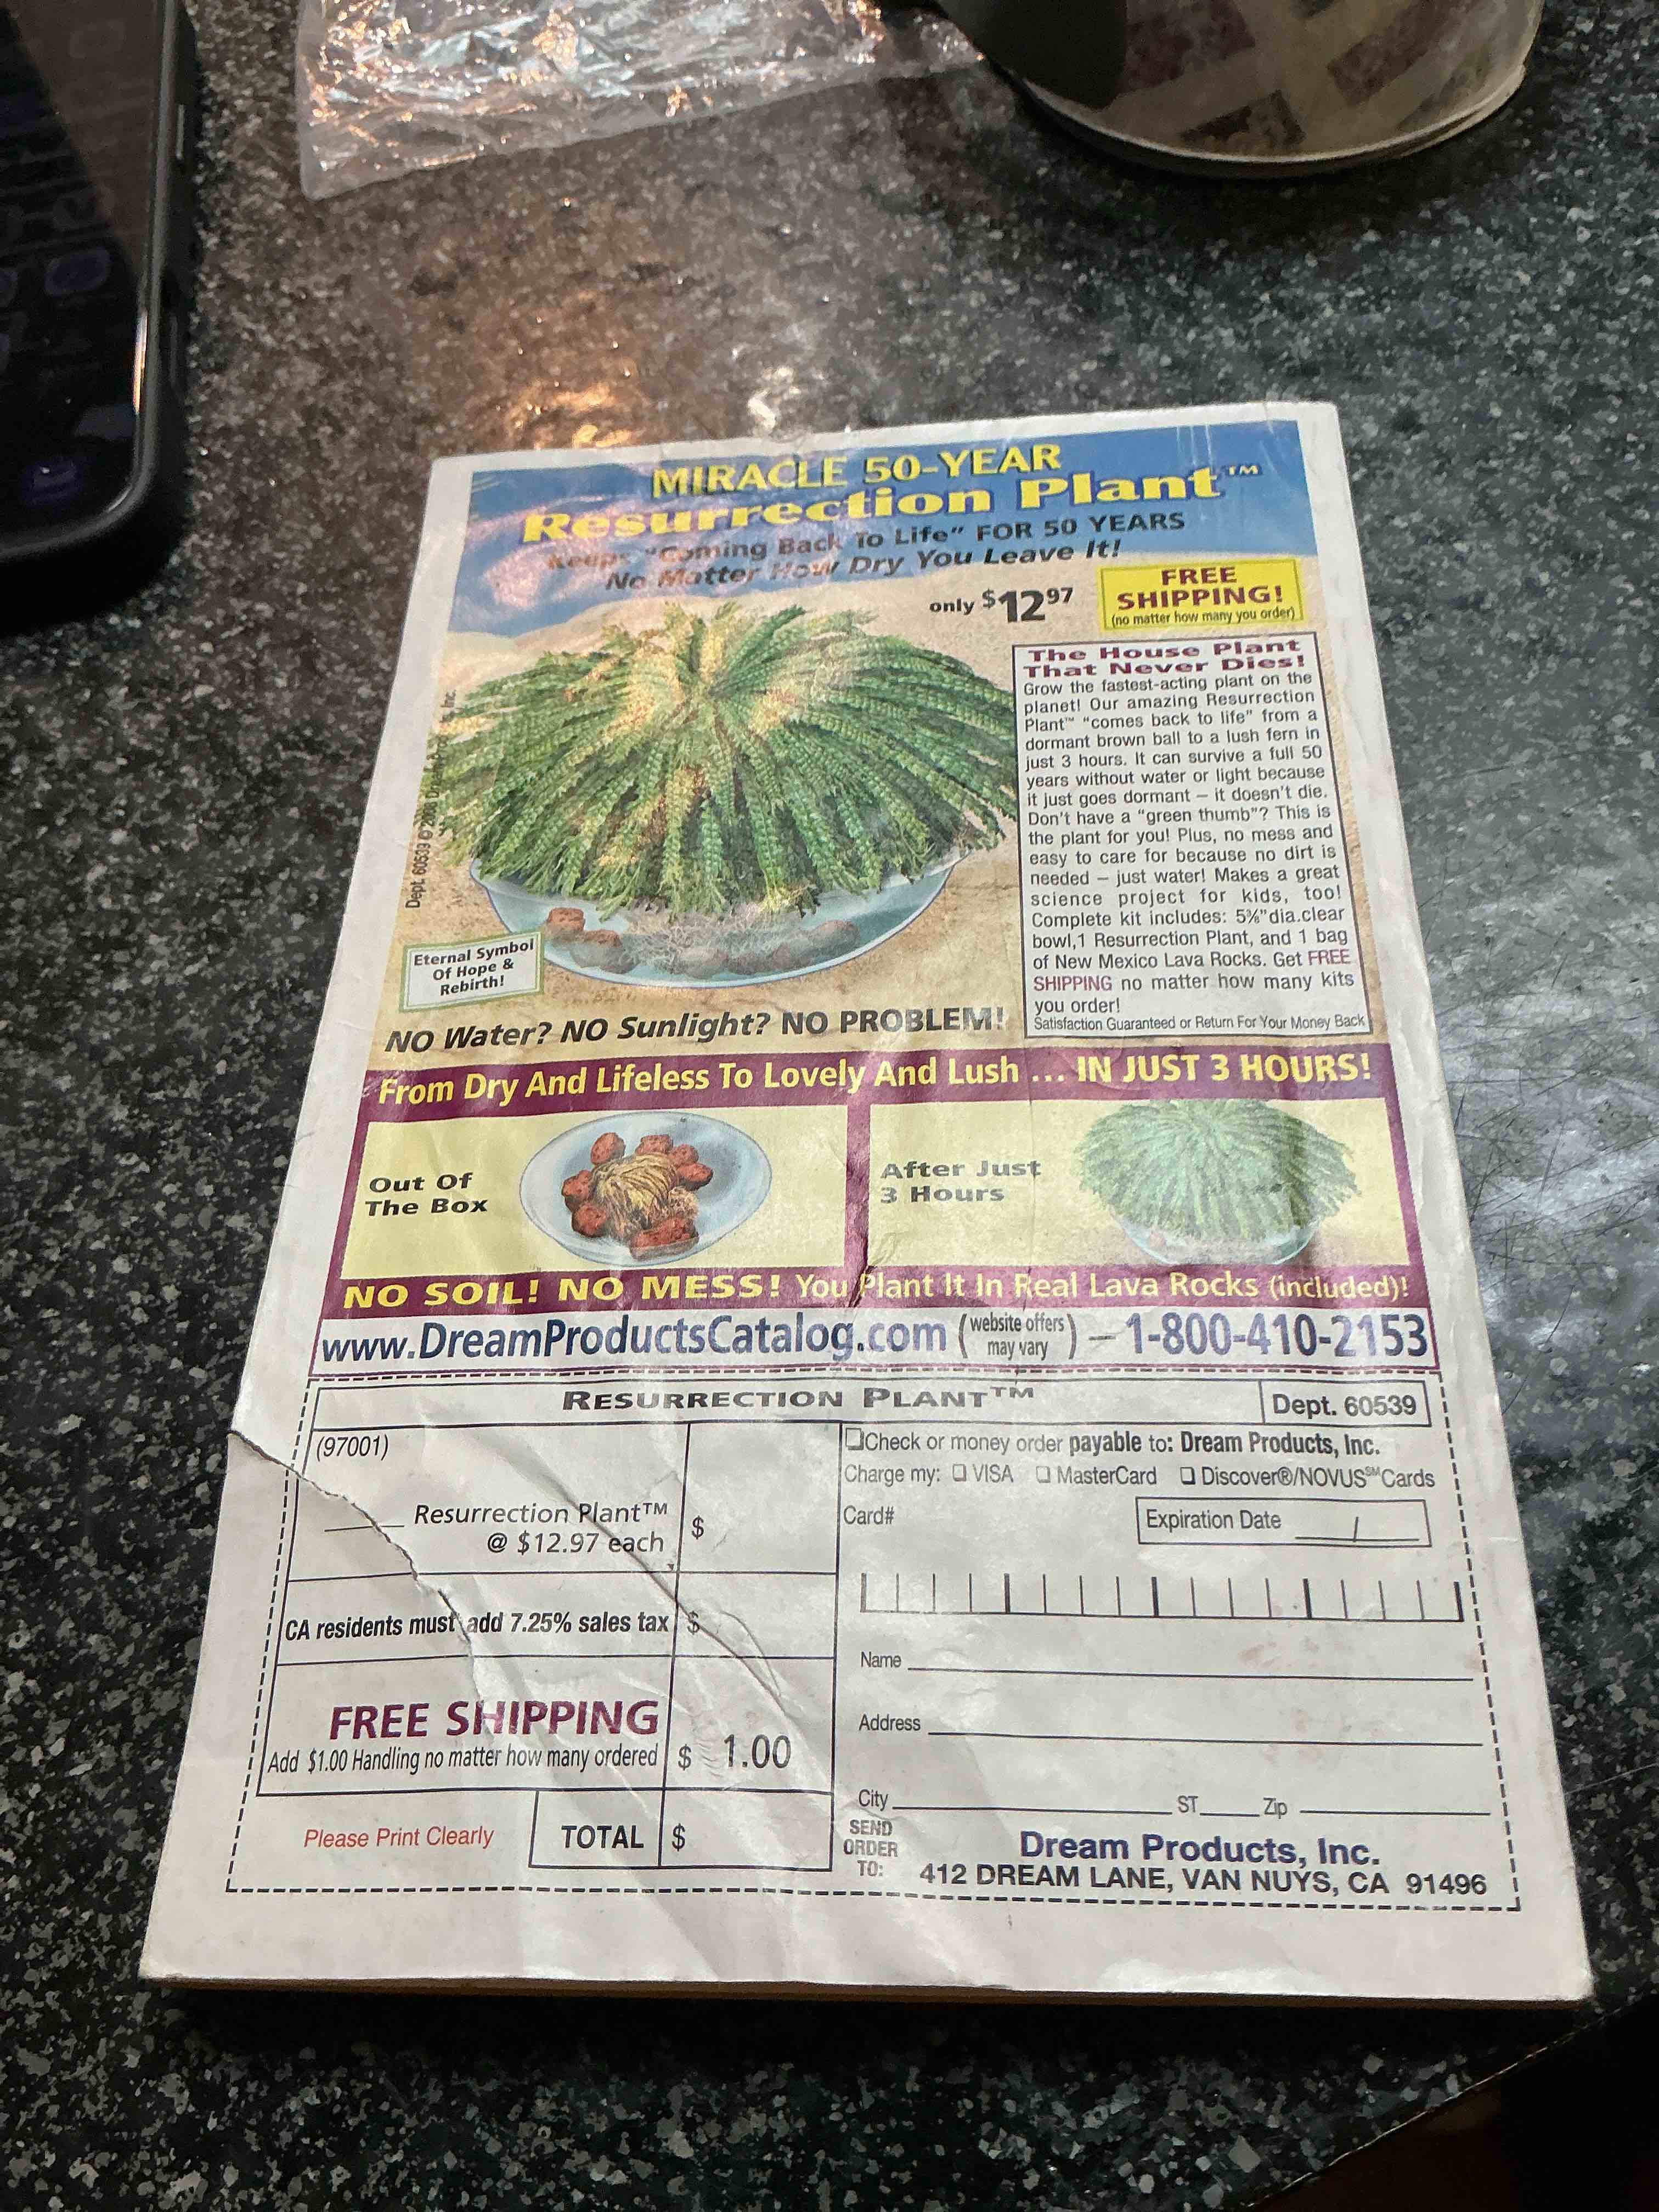 MIRACLE 50-YEAR
Resurrection Plant™
Keeps "Coming Back To Life" FOR 50 YEARS
No Matter How Dry You Leave It!
only $12 97
FREE
SHIPPING!
(no matter how many you order)
The House Plant
That Never Dies!
Grow the fastest-acting plant on the
planet! Our amazing Resurrection
Plant™ "comes back to life" from a
dormant brown ball to a lush fern in
just 3 hours. It can survive a full 50
years without water or light because
it just goes dormant – it doesn't die.
Don't have a "green thumb"? This is
the plant for you! Plus, no mess and
easy to care for because no dirt is
needed – just water! Makes a great
science project for kids, too!
Complete kit includes: 5⅜"dia.clear
bowl,1 Resurrection Plant, and 1 bag
of New Mexico Lava Rocks. Get FREE
SHIPPING no matter how many kits
you order!
Satisfaction Guaranteed or Return For Your Money Back
Dept. 60539 © Inc.
Eternal Symbol
Of Hope &
Rebirth!
NO Water? NO Sunlight? NO PROBLEM!
From Dry And Lifeless To Lovely And Lush ... IN JUST 3 HOURS!
Out Of
The Box
After Just
3 Hours
NO SOIL! NO MESS! You Plant It In Real Lava Rocks (included)!
www.DreamProductsCatalog.com (website offers may vary) – 1-800-410-2153
RESURRECTION PLANT™
Dept. 60539
(97001)
____ Resurrection Plant™
@ $12.97 each
$
CA residents must add 7.25% sales tax $
FREE SHIPPING
Add $1.00 Handling no matter how many ordered $ 1.00
Please Print Clearly
TOTAL $
☐Check or money order payable to: Dream Products, Inc.
Charge my: ☐ VISA ☐ MasterCard ☐ Discover®/NOVUS℠Cards
Card#
Expiration Date ___/___
Name
Address
City ST Zip
SEND
ORDER
TO:
Dream Products, Inc.
412 DREAM LANE, VAN NUYS, CA 91496